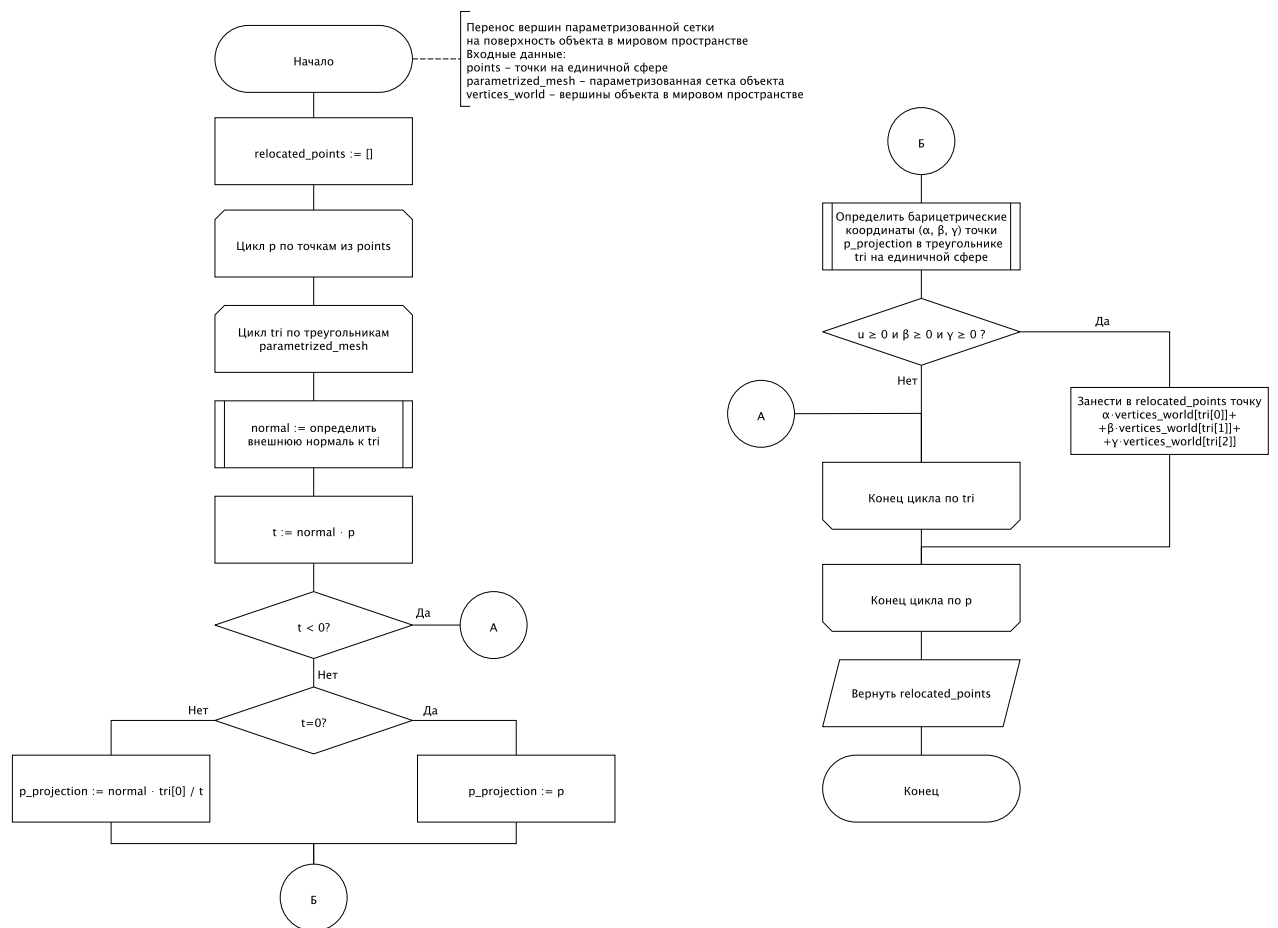 Начало
Перенос вершин параметризованной сетки
на поверхность объекта в мировом пространстве
Входные данные:
points – точки на единичной сфере
parametrized_mesh – параметризованная сетка объекта
vertices_world – вершины объекта в мировом пространстве
relocated_points := []
Цикл p по точкам из points
Цикл tri по треугольникам
parametrized_mesh
normal := определить
внешнюю нормаль к tri
t := normal · p
t < 0?
Да
А
Нет
t=0?
Нет
Да
p_projection := normal · tri[0] / t
p_projection := p
Б
Б
Определить барицетрические
координаты (α, β, γ) точки
p_projection в треугольнике
tri на единичной сфере
u ≥ 0 и β ≥ 0 и γ ≥ 0 ?
Да
Нет
А
Занести в relocated_points точку
α·vertices_world[tri[0]]+
+β·vertices_world[tri[1]]+
+γ·vertices_world[tri[2]]
Конец цикла по tri
Конец цикла по p
Вернуть relocated_points
Конец